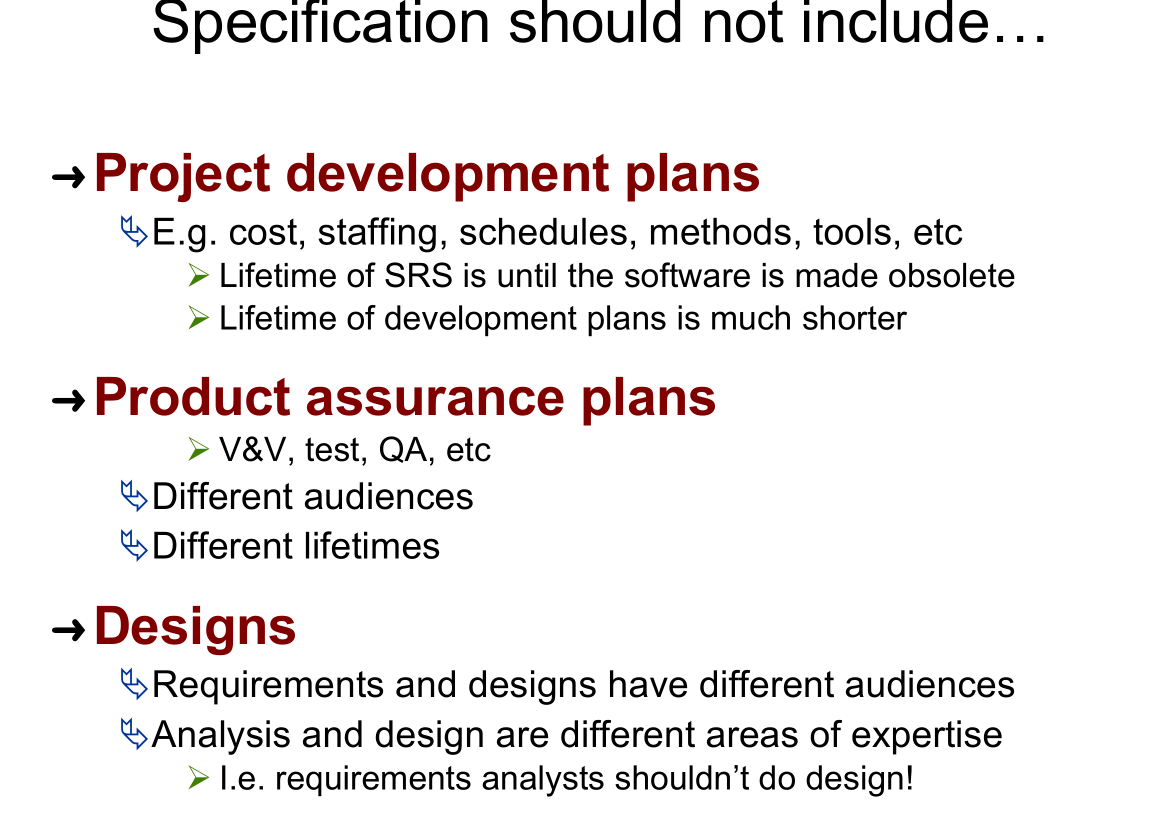 Specification should not include…
Project development plans
E.g. cost, staffing, schedules, methods, tools, etc
Lifetime of SRS is until the software is made obsolete
Lifetime of development plans is much shorter
Product assurance plans
V&V, test, QA, etc
Different audiences
Different lifetimes
Designs
Requirements and designs have different audiences
Analysis and design are different areas of expertise
I.e. requirements analysts shouldn’t do design!